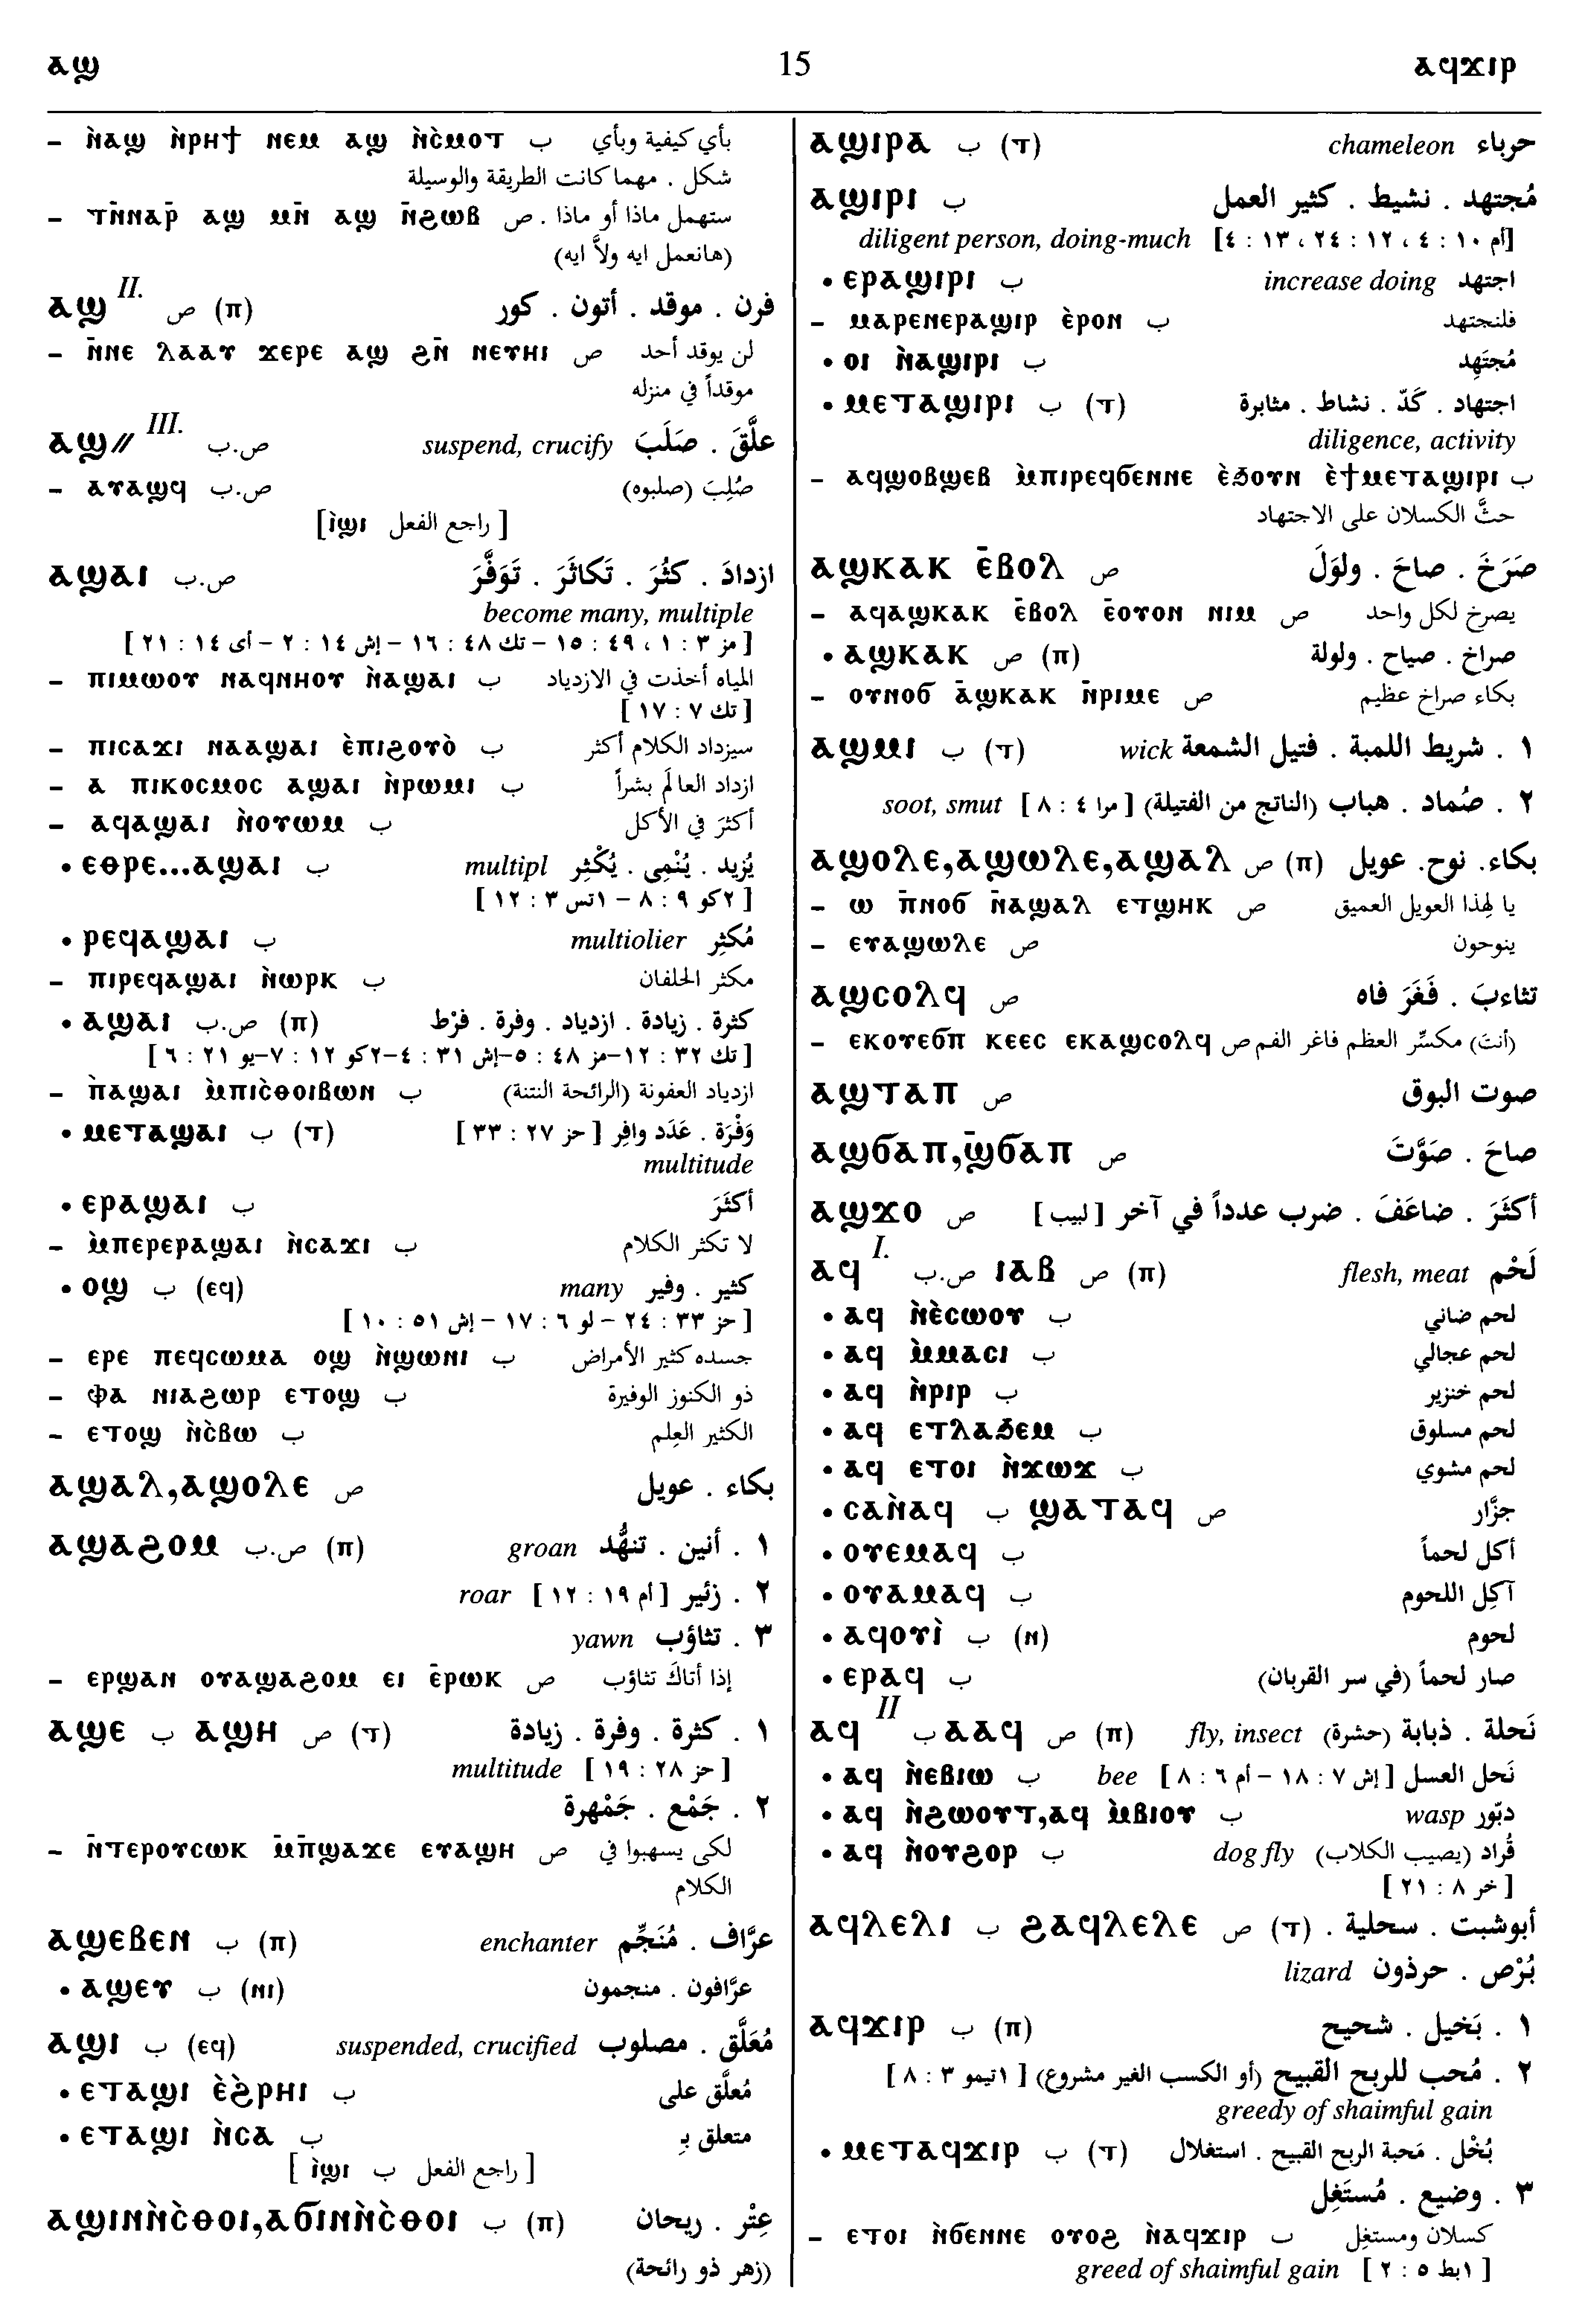 ⲁϣ 15 ⲁϥϫⲓⲣ
– ⲛ̀ⲁϣ ⲛ̀ⲣⲏϯ ⲛⲉⲙ ⲁϣ ⲛ̀ⲥ̀ⲙⲟⲧ ب بأي كيفية وبأي
شكل . مهما كانت الطريقة والوسيلة
– ⲧⲛ̄ⲛⲁⲣ̄ ⲁϣ ⲙⲛ̄ ⲁϣ ⲛ̄ϩⲱⲃ ص . ستهمل ماذا أو ماذا
(هانعمل ايه ولاَّ ايه)
ⲁϣ II. ص (ⲡ) فرن . موقد . أتون . كور
– ⲛ̄ⲛⲉ ⲗⲁⲁⲩ ϫⲉⲣⲉ ⲁϣ ϩⲛ̄ ⲛⲉⲩⲏⲓ ص لن يوقد أحد
موقداً في منزله
ⲁϣ// III. ص.ب suspend, crucify علَّقَ . صَلَبَ
– ⲁⲩⲁϣϥ ص.ب صُلِبَ (صلبوه)
[ راجع الفعل ⲓ̀ϣⲓ]
ⲁϣⲁⲓ ص.ب ازدادَ . كثُرَ . تَكاثَرَ . تَوَفَّرَ
become many, multiple
[ مز ٣ : ١ ، ٤٩ : ١٥ – تك ٤٨ : ١٦ – إش ١٤ : ٢ – أى ١٤ : ٢١ ]
– ⲡⲓⲙⲱⲟⲩ ⲛⲁϥⲛⲏⲟⲩ ⲛ̀ⲁϣⲁⲓ ب المياه أخذت في الازدياد
[ تك ٧ : ١٧ ]
– ⲡⲓⲥⲁϫⲓ ⲛⲁⲁϣⲁⲓ ⲉ̀ⲡⲓϩⲟⲩⲟ̀ ب سيزداد الكلام أكثر
– ⲁ ⲡⲓⲕⲟⲥⲙⲟⲥ ⲁϣⲁⲓ ⲛ̀ⲣⲱⲙⲓ ب ازداد العالَم بشراً
– ⲁϥⲁϣⲁⲓ ⲛ̀ⲟⲩⲱⲙ ب أكثرَ في الأكل
• ⲉⲑⲣⲉ...ⲁϣⲁⲓ ب multipl يُزيد . يُنْمِى . يُكْثِر
[ ٢كو ٩ : ٨ – ١تس ٣ : ١٢ ]
• ⲣⲉϥⲁϣⲁⲓ ب multiolier مُكثِر
– ⲡⲓⲣⲉϥⲁϣⲁⲓ ⲛ̀ⲱⲣⲕ ب مكثر الحلفان
• ⲁϣⲁⲓ ص.ب (ⲡ) كثرة . زيادة . ازدياد . وفرة . فرْط
[ تك ٣٢ : ١٢–مز ٤٨ : ٥–إش ٣١ : ٤–٢كو ١٢ : ٧–يو ٢١ : ٦ ]
– ⲛ̀ⲁϣⲁⲓ ⲙ̀ⲡⲓⲥ̀ⲑⲟⲓⲃⲱⲛ ب ازدياد العفونة (الرائحة النتنة)
• ⲙⲉⲧⲁϣⲁⲓ ب (ⲧ) وَفْرَة . عَدَد وافِر [ حز ٢٧ : ٣٣ ]
multitude
• ⲉⲣⲁϣⲁⲓ ب أكثَرَ
– ⲙ̀ⲡⲉⲣⲉⲣⲁϣⲁⲓ ⲛ̀ⲥⲁϫⲓ ب لا تكثر الكلام
• ⲟϣ ب (ⲉϥ) many كثير . وفير
[ حز ٣٣ : ٢٤ – لو ٦ : ١٧ – إش ٥١ : ١٠ ]
– ⲉⲣⲉ ⲡⲉϥⲥⲱⲙⲁ ⲟϣ ⲛ̀ϣⲱⲛⲓ ب جسده كثير الأمراض
– ⲫⲁ ⲛⲓⲁϩⲱⲣ ⲉⲧⲟϣ ب ذو الكنوز الوفيرة
– ⲉⲧⲟϣ ⲛ̀ⲥ̀ⲃⲱ ب الكثير العِلم
ⲁϣⲁⲗ,ⲁϣⲟⲗⲉ ص بكاء . عويل
ⲁϣⲁϩⲟⲙ ص.ب (ⲡ) groan ١ . أنين . تنهُّد
roar ٢ . زئير [ أم ١٩ : ١٢ ]
yawn ٣ . تثاؤب
– ⲉⲣϣⲁⲛ ⲟⲩⲁϣⲁϩⲟⲙ ⲉⲓ ⲉ̄ⲣⲱⲕ ص إذا أتاكَ تثاؤب
ⲁϣⲉ ب ⲁϣⲏ ص (ⲧ) ١ . كثرة . وفرة . زيادة
multitude [ حز ٢٨ : ١٩ ]
٢ . جَمْع . جَمْهرة
– ⲛ̄ⲧⲉⲣⲟⲩⲥⲱⲕ ⲙ̄ⲡ̄ϣⲁϫⲉ ⲉⲩⲁϣⲏ ص لكى يسهبوا في
الكلام
ⲁϣⲉⲃⲉⲛ ب (ⲡ) enchanter عرَّاف . مُنَجِّم
• ⲁϣⲉⲩ ب (ⲛⲓ) عرَّافون . منجمون
ⲁϣⲓ ب (ⲉϥ) suspended, crucified مُعَلَّق . مصلوب
• ⲉⲧⲁϣⲓ ⲉ̀ϩ̀ⲣⲏⲓ ب مُعلَّق على
• ⲉⲧⲁϣⲓ ⲛ̀ⲥⲁ ب متعلق بـِ
[ راجع الفعل ب ⲓ̀ϣⲓ ]
ⲁϣⲓⲛⲛ̀ⲥ̀ⲑⲟⲓ,ⲁϭⲓⲛⲛ̀ⲥ̀ⲑⲟⲓ ب (ⲡ) عِتْر . ريحان
(زهر ذو رائحة)
ⲁϣⲓⲣⲁ ب (ⲧ) chameleon حرباء
ⲁϣⲓⲣⲓ ب مُجتهد . نشيط . كثير العمل
diligent person, doing-much [أم ١٠ : ٤ ، ١٢ : ٢٤ ، ١٣ : ٤]
• ⲉⲣⲁϣⲓⲣⲓ ب increase doing اجتهد
– ⲙⲁⲣⲉⲛⲉⲣⲁϣⲓⲣ ⲉ̀ⲣⲟⲛ ب فلنجتهد
• ⲟⲓ ⲛ̀ⲁϣⲓⲣⲓ ب مُجتَهِد
• ⲙⲉⲧⲁϣⲓⲣⲓ ب (ⲧ) اجتهاد . كَدّ . نشاط . مثابرة
diligence, activity
– ⲁϥϣⲟⲃϣⲉⲃ ⲙ̀ⲡⲓⲣⲉϥϭⲉⲛⲛⲉ ⲉ̀ϧⲟⲩⲛ ⲉ̀ϯⲙⲉⲧⲁϣⲓⲣⲓ ب
حثَّ الكسلان على الاجتهاد
ⲁϣⲕⲁⲕ ⲉ̄ⲃⲟⲗ ص صَرَخَ . صاحَ . ولوَلَ
– ⲁϥⲁϣⲕⲁⲕ ⲉ̄ⲃⲟⲗ ⲉ̄ⲟⲩⲟⲛ ⲛⲓⲙ ص يصرخ لكل واحد
• ⲁϣⲕⲁⲕ ص (ⲡ) صراخ . صياح . ولولة
– ⲟⲩⲛⲟϭ ⲁ̄ϣⲕⲁⲕ ⲛ̄ⲣⲓⲙⲉ ص بكاء صراخ عظيم
ⲁϣⲙⲓ ب (ⲧ) wick ١ . شريط اللمبة . فتيل الشمعة
soot, smut ٢ . صُماد . هباب (الناتج من الفتيلة) [ مرا ٤ : ٨ ]
ⲁϣⲟⲗⲉ,ⲁϣⲱⲗⲉ,ⲁϣⲁⲗ ص (ⲡ) بكاء. نوح. عويل
– ⲱ ⲡ̄ⲛⲟϭ ⲛ̄ⲁϣⲁⲗ ⲉⲧϣⲏⲕ ص يا لِهذا العويل العميق
– ⲉⲩⲁϣⲱⲗⲉ ص ينوحون
ⲁϣⲥⲟⲗϥ ص تثاءبَ . فَغَرَ فاه
– ⲉⲕⲟⲩⲉϭⲡ̄ ⲕⲉⲉⲥ ⲉⲕⲁϣⲥⲟⲗϥ ص (أنتَ) مكسِّر العظم فاغر الفم
ⲁϣⲧⲁⲡ ص صوت البوق
ⲁϣϭⲁⲡ,ϣ̄ϭⲁⲡ ص صاحَ . صَوَّتَ
ⲁϣϫⲟ ص أكثَرَ . ضاعَفَ . ضرب عدداً في آخر [ لبيب ]
ⲁϥ I. ص.ب ⲓⲁⲃ ص (ⲡ) flesh, meat لَحْم
• ⲁϥ ⲛ̀ⲉ̀ⲥⲱⲟⲩ ب لحم ضاني
• ⲁϥ ⲙ̀ⲙⲁⲥⲓ ب لحم عجالي
• ⲁϥ ⲛ̀ⲣⲓⲣ ب لحم خنزير
• ⲁϥ ⲉⲧⲗⲁϧⲉⲙ ب لحم مسلوق
• ⲁϥ ⲉⲧⲟⲓ ⲛ̀ϫⲱϫ ب لحم مشوي
• ⲥⲁⲛ̀ⲁϥ ب ϣⲁⲧⲁϥ ص جزَّار
• ⲟⲩⲉⲙⲁϥ ب أكل لحماً
• ⲟⲩⲁⲙⲁϥ ب آكِل اللحوم
• ⲁϥⲟⲩⲓ̀ ب (ⲛ) لحوم
• ⲉⲣⲁϥ ب صار لحماً (في سر القربان)
ⲁϥ II ب ⲁⲁϥ ص (ⲡ) fly, insect نَحلة . ذبابة (حشرة)
• ⲁϥ ⲛ̀ⲉⲃⲓⲱ ب bee نَحل العسل [ إش ٧ : ١٨ – أم ٦ : ٨ ]
• ⲁϥ ⲛ̀ϩⲱⲟⲩⲧ,ⲁϥ ⲙ̀ⲃⲓⲟⲩ ب wasp دبّور
• ⲁϥ ⲛ̀ⲟⲩϩⲟⲣ ب dog fly قُراد (يصيب الكلاب)
[ خر ٨ : ٢١ ]
ⲁϥⲗⲉⲗⲓ ب ϩⲁϥⲗⲉⲗⲉ ص (ⲧ) أبوشبت . سحلية .
lizard بُرْص . حرذون
ⲁϥϫⲓⲣ ب (ⲡ) ١ . بَخيل . شحيح
٢ . مُحب للربح القبيح (أو الكسب الغير مشروع) [ ١تيمو ٣ : ٨ ]
greedy of shaimful gain
• ⲙⲉⲧⲁϥϫⲓⲣ ب (ⲧ) بُخْل . مَحبة الربح القبيح . استغلال
٣ . وضيع . مُستَغِل
– ⲉⲧⲟⲓ ⲛ̀ϭⲉⲛⲛⲉ ⲟⲩⲟϩ ⲛ̀ⲁϥϫⲓⲣ ب كسلان ومستغِل
greed of shaimful gain [ ١بط ٥ : ٢ ]